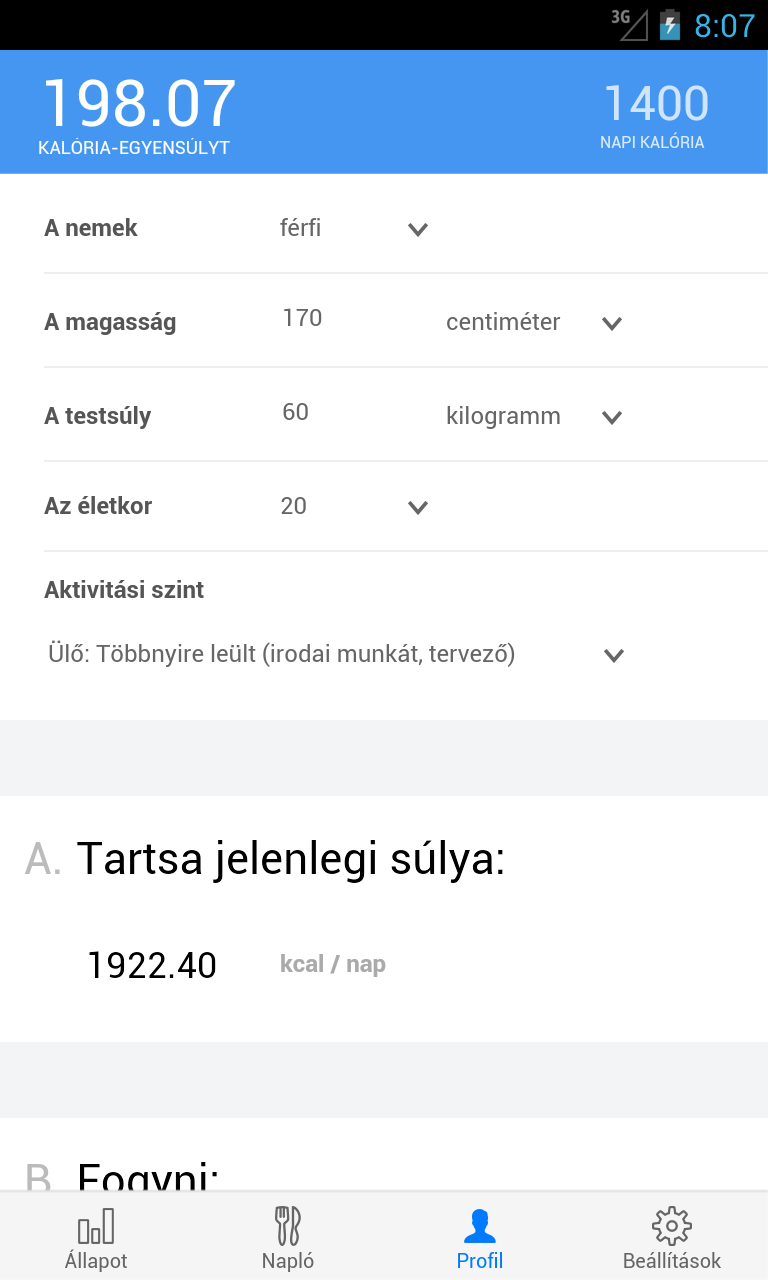 3G 8:07
198.07 1400
KALÓRIA-EGYENSÚLYT NAPI KALÓRIA
A nemek férfi
A magasság 170 centiméter
A testsúly 60 kilogramm
Az életkor 20
Aktivitási szint
Ülő: Többnyire leült (irodai munkát, tervező)
A. Tartsa jelenlegi súlya:
1922.40 kcal / nap
B Fogyni:
Állapot Napló Profil Beállítások